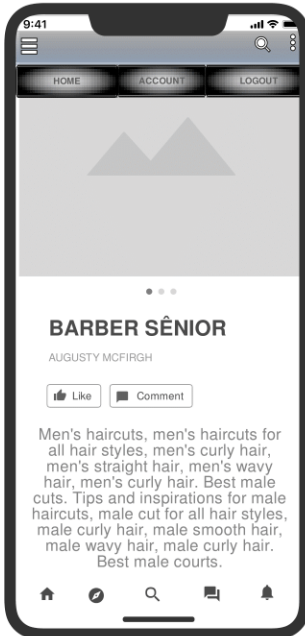 9:41
HOME ACCOUNT LOGOUT
BARBER SÊNIOR
AUGUSTY MCFIRGH
Like Comment
Men's haircuts, men's haircuts for
all hair styles, men's curly hair,
men's straight hair, men's wavy
hair, men's curly hair. Best male
cuts. Tips and inspirations for male
haircuts, male cut for all hair styles,
male curly hair, male smooth hair,
male wavy hair, male curly hair.
Best male courts.